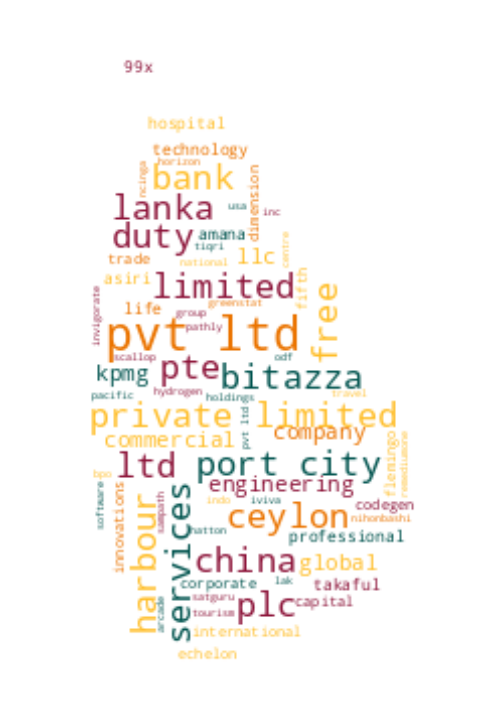 99x
hospital
technology
horizon
ncinga
bank
dimension
lanka
usa
inc
duty
amana
tiqri
centra
trade
national
llc
asiri
limited
fifth
invigorate
life
greenstat
group
free
pvt ltd
pathly
scallop
odf
kpmg
pte
bitazza
pacific
hydrogen
holdings
travel
private limited
pvt ltd
commercial
company
flemingo
remediumone
ltd
port city
bpo
software
innovations
engineering
harbour
sampath
services
indo
iviva
codegen
ceylon
nihonbashi
hatton
professional
china
global
corporate
lak
takaful
arcade
satguru
plc
capital
tourism
international
echelon